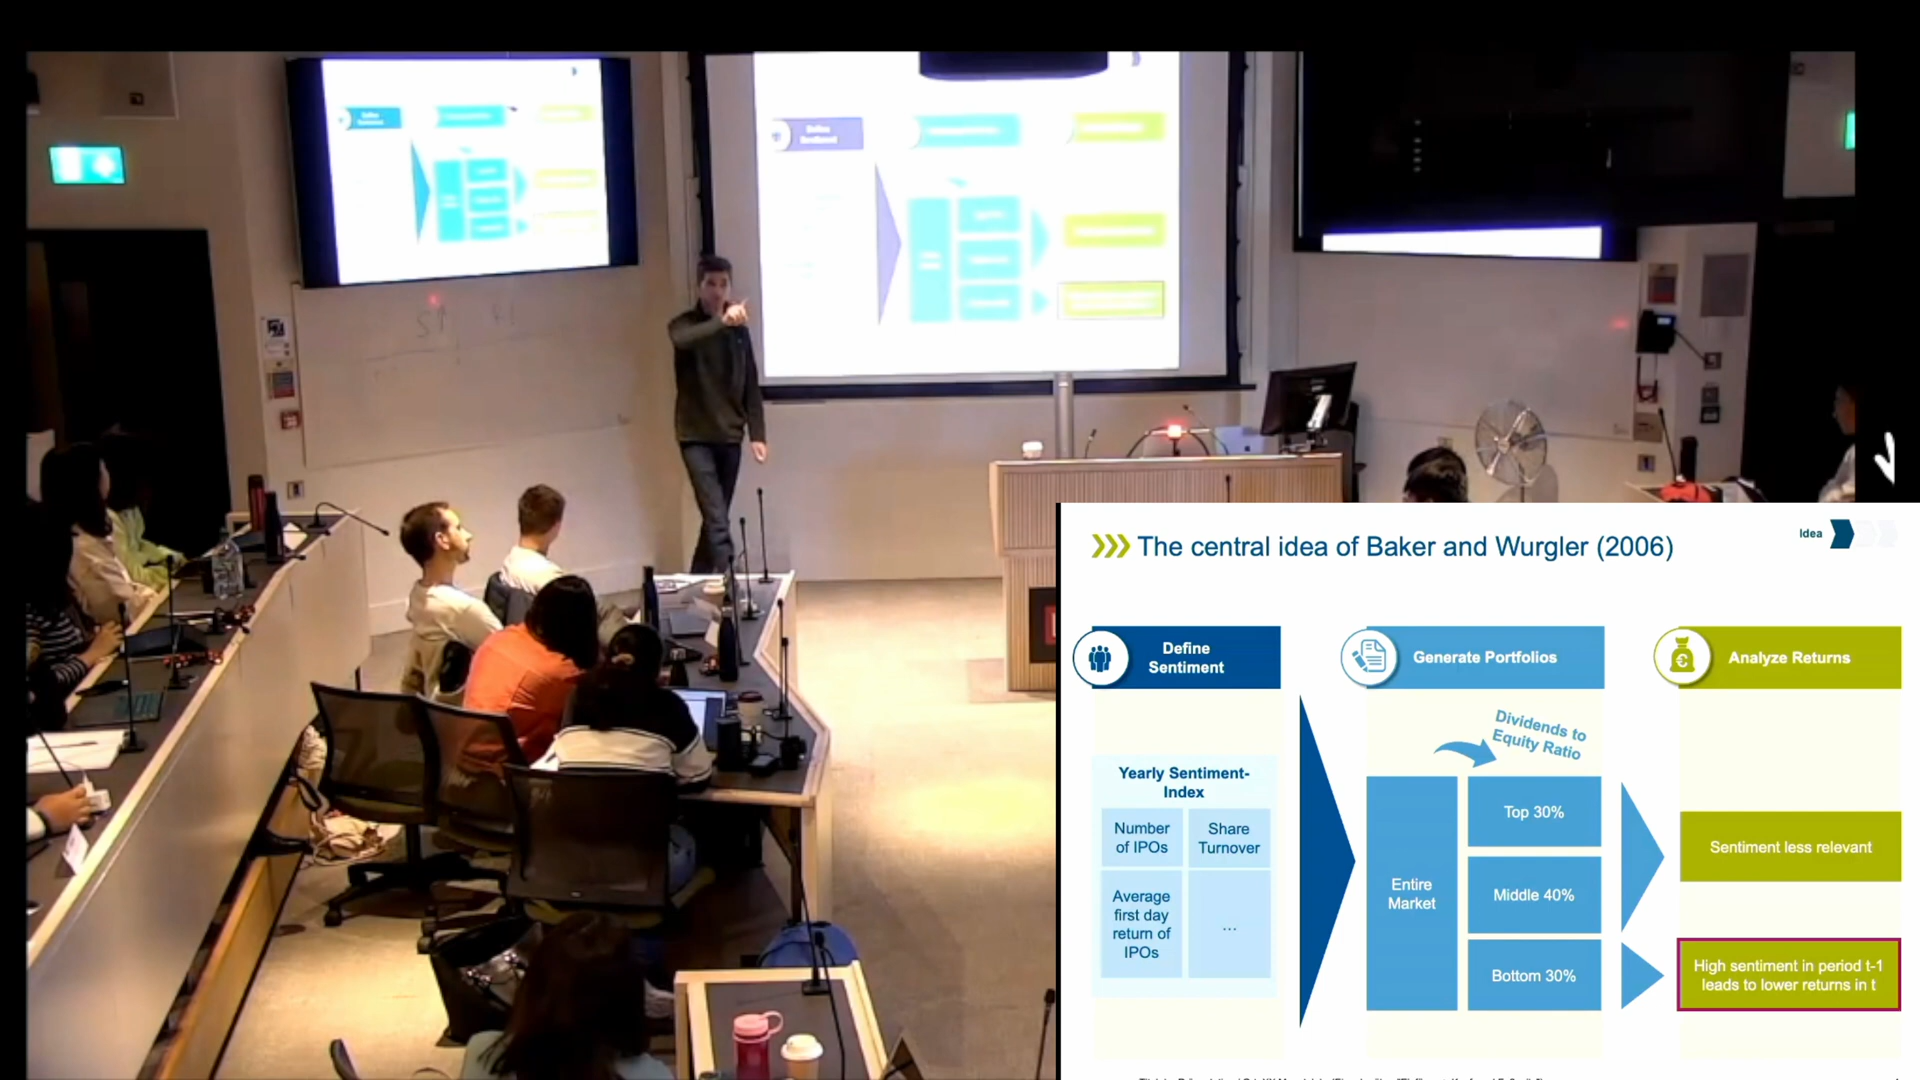 The central idea of Baker and Wurgler (2006)
Idea
Define
Sentiment
Generate Portfolios
Analyze Returns
Dividends to
Equity Ratio
Yearly Sentiment-
Index
Number
of IPOs
Share
Turnover
Average
first day
return of
IPOs
...
Entire
Market
Top 30%
Middle 40%
Bottom 30%
Sentiment less relevant
High sentiment in period t-1
leads to lower returns in t
Define